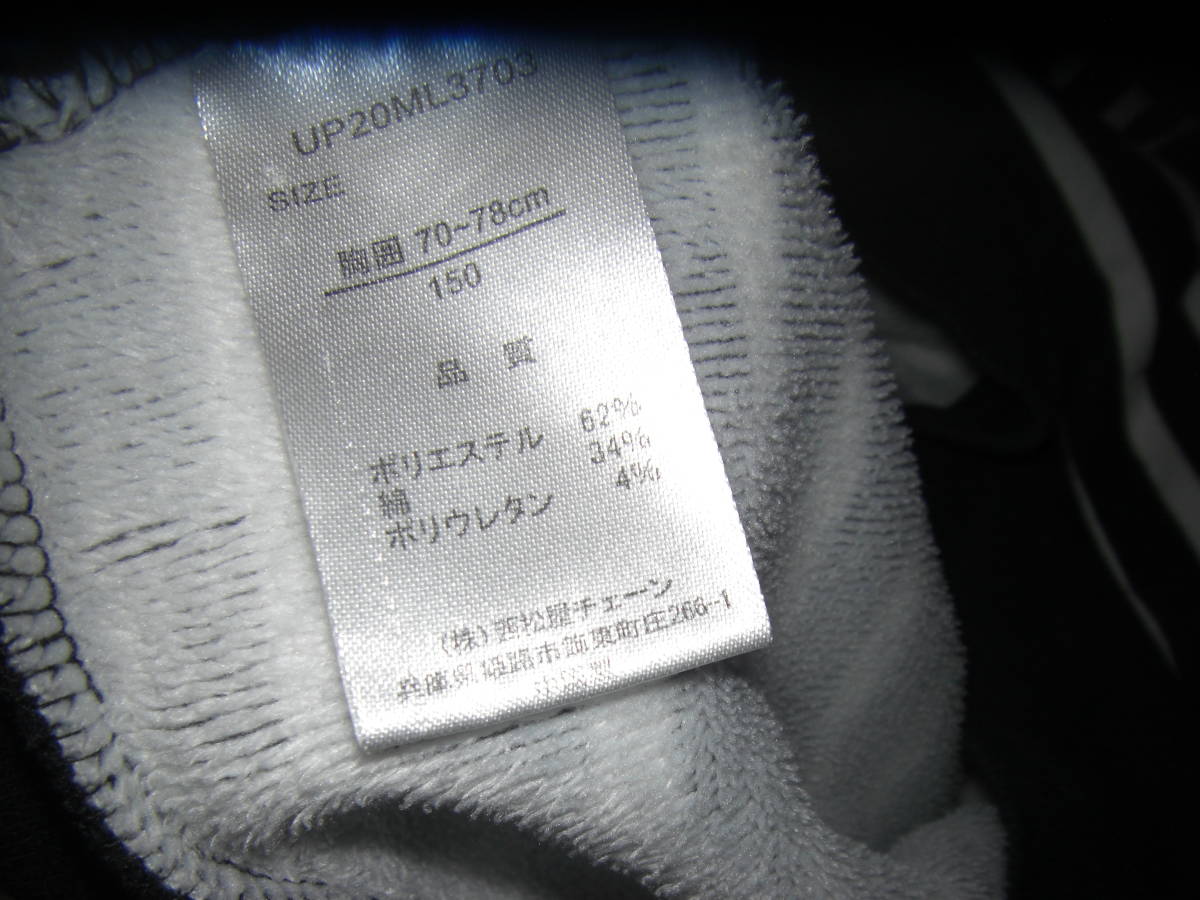 UP20ML3703
SIZE
胸囲 70~78cm
150
品 質
ポリエステル 62%
綿 34%
ポリウレタン 4%
(株)西松屋チェーン
兵庫県姫路市飾東町庄266-1